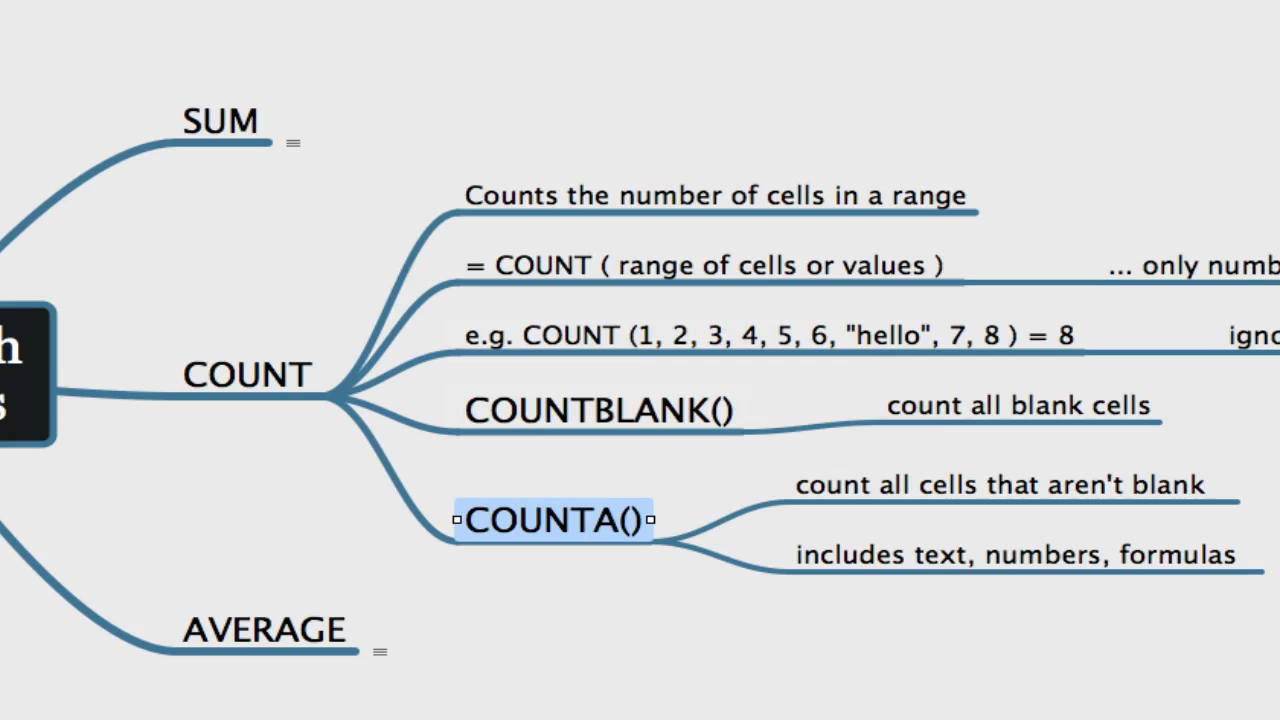 SUM
Counts the number of cells in a range
= COUNT ( range of cells or values )
... only numb
e.g. COUNT (1, 2, 3, 4, 5, 6, "hello", 7, 8 ) = 8
COUNT
COUNTBLANK()
count all blank cells
count all cells that aren't blank
COUNTA()
includes text, numbers, formulas
AVERAGE